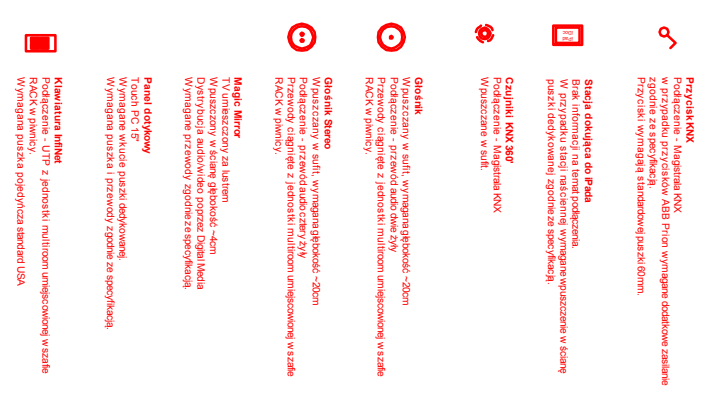 Przycisk KNX
Podłączenie - Magistrala KNX
w przypadku przycisków ABB Prion wymagane dodatkowe zasilanie
zgodnie ze specyfikacją.
Przyciski wymagają standardowej puszki 60mm.
Stacja dokująca do iPada
Brak informacji na temat podłączenia.
W przypadku stacji naściennej wymagane wpuszczenie w ścianę
puszki dedykowanej zgodnie ze specyfikacją.
Czujniki KNX 360'
Podłączenie - Magistrala KNX
Wpuszczane w sufit.
Głośnik
Wpuszczany w sufit, wymagana głębokość ~20cm
Podłączenie - przewód audio dwie żyły
Przewody ciągnięte z jednostki multiroom umiejscowionej w szafie
RACK w piwnicy.
Głośnik Stereo
Wpuszczany w sufit, wymagana głębokość ~20cm
Podłączenie - przewód audio cztery żyły
Przewody ciągnięte z jednostki multiroom umiejscowionej w szafie
RACK w piwnicy.
Magic Mirror
TV umieszczony za lustrem
Wpuszczony w ścianę głębokość ~4cm
Dystrybucja audio/wideo poprzez Digital Media
Wymagane przewody zgodnie ze specyfikacją.
Panel dotykowy
Touch PC 15"
Wymagane wkucie puszki dedykowanej.
Wymagana puszka i przewody zgodnie ze specyfikacją.
Klawiatura InfiNet
Podłączenie - UTP z jednostki multiroom umiejscowionej w szafie
RACK w piwnicy.
Wymagana puszka pojedyńcza standard USA